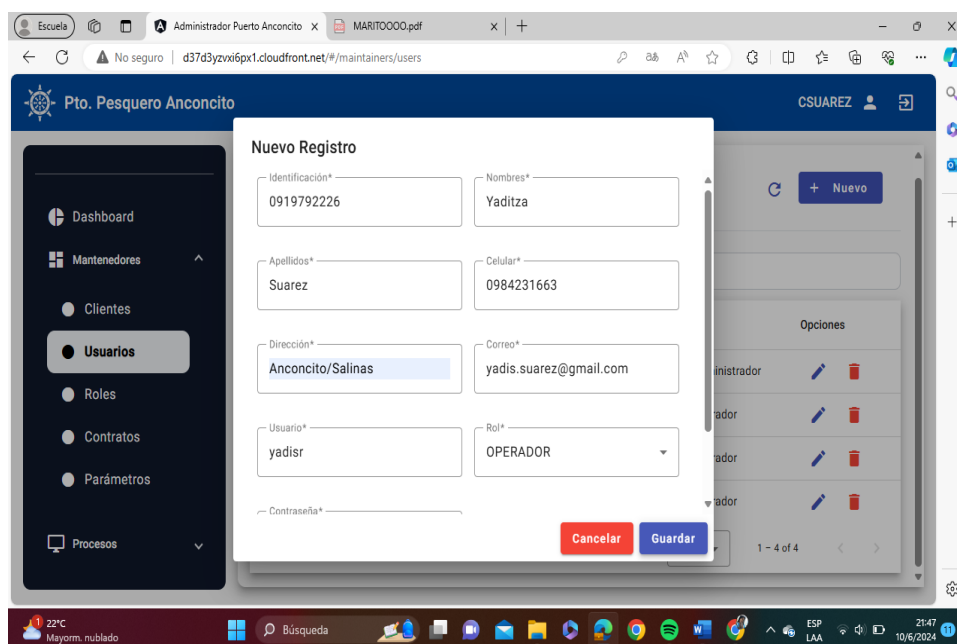 Escuela
Administrador Puerto Anconcito
MARITOOOO.pdf
No seguro | d37d3yzvxi6px1.cloudfront.net/#/maintainers/users
Pto. Pesquero Anconcito
CSUAREZ
Nuevo Registro
Identificación*
Nombres*
0919792226
Yaditza
+ Nuevo
Dashboard
Mantenedores
Apellidos*
Celular*
Suarez
0984231663
Clientes
Opciones
Usuarios
Dirección*
Correo*
Anconcito/Salinas
yadis.suarez@gmail.com
inistrador
Roles
rador
Usuario*
Rol*
yadisr
OPERADOR
Contratos
rador
Parámetros
rador
Contraseña*
Cancelar
Guardar
Procesos
1 – 4 of 4
1
22°C
Mayorm. nublado
Búsqueda
ESP
LAA
21:47
10/6/2024
11